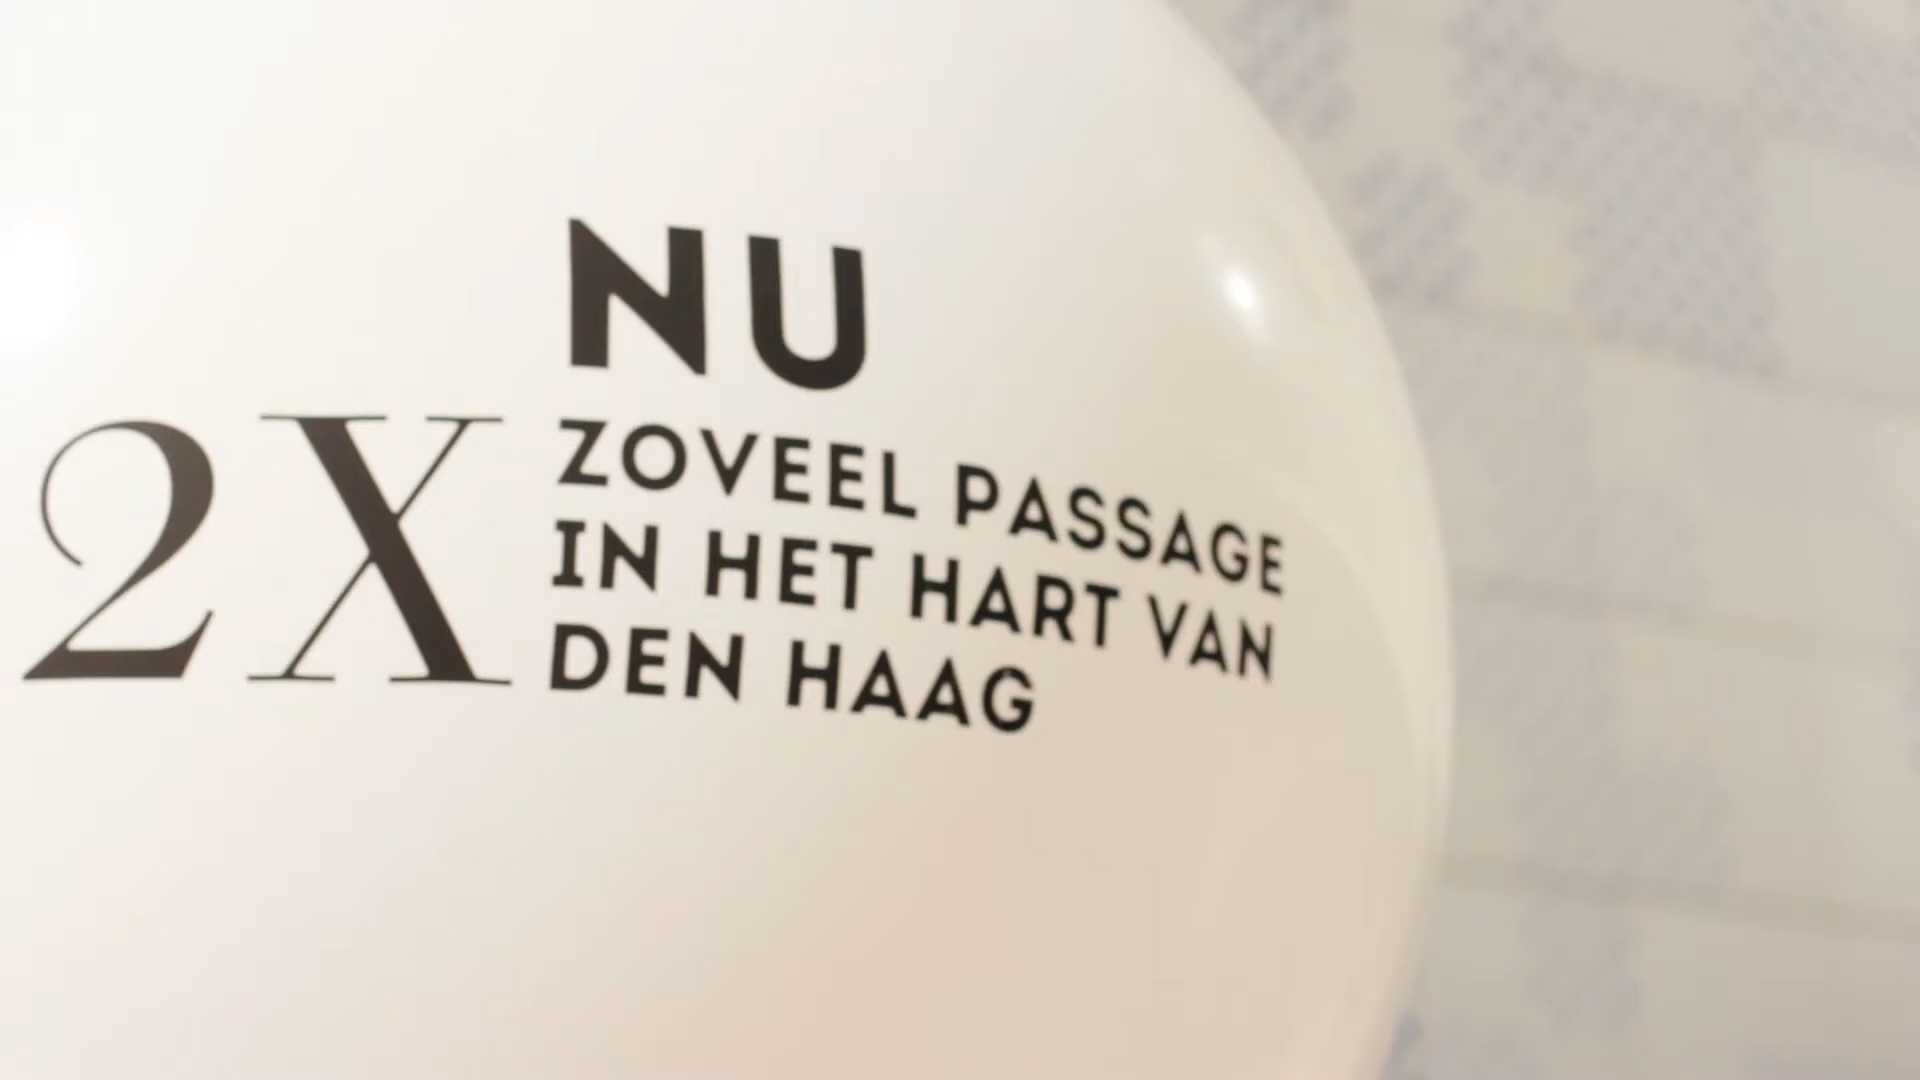 NU
2X
ZOVEEL PASSAGE
IN HET HART VAN
DEN HAAG